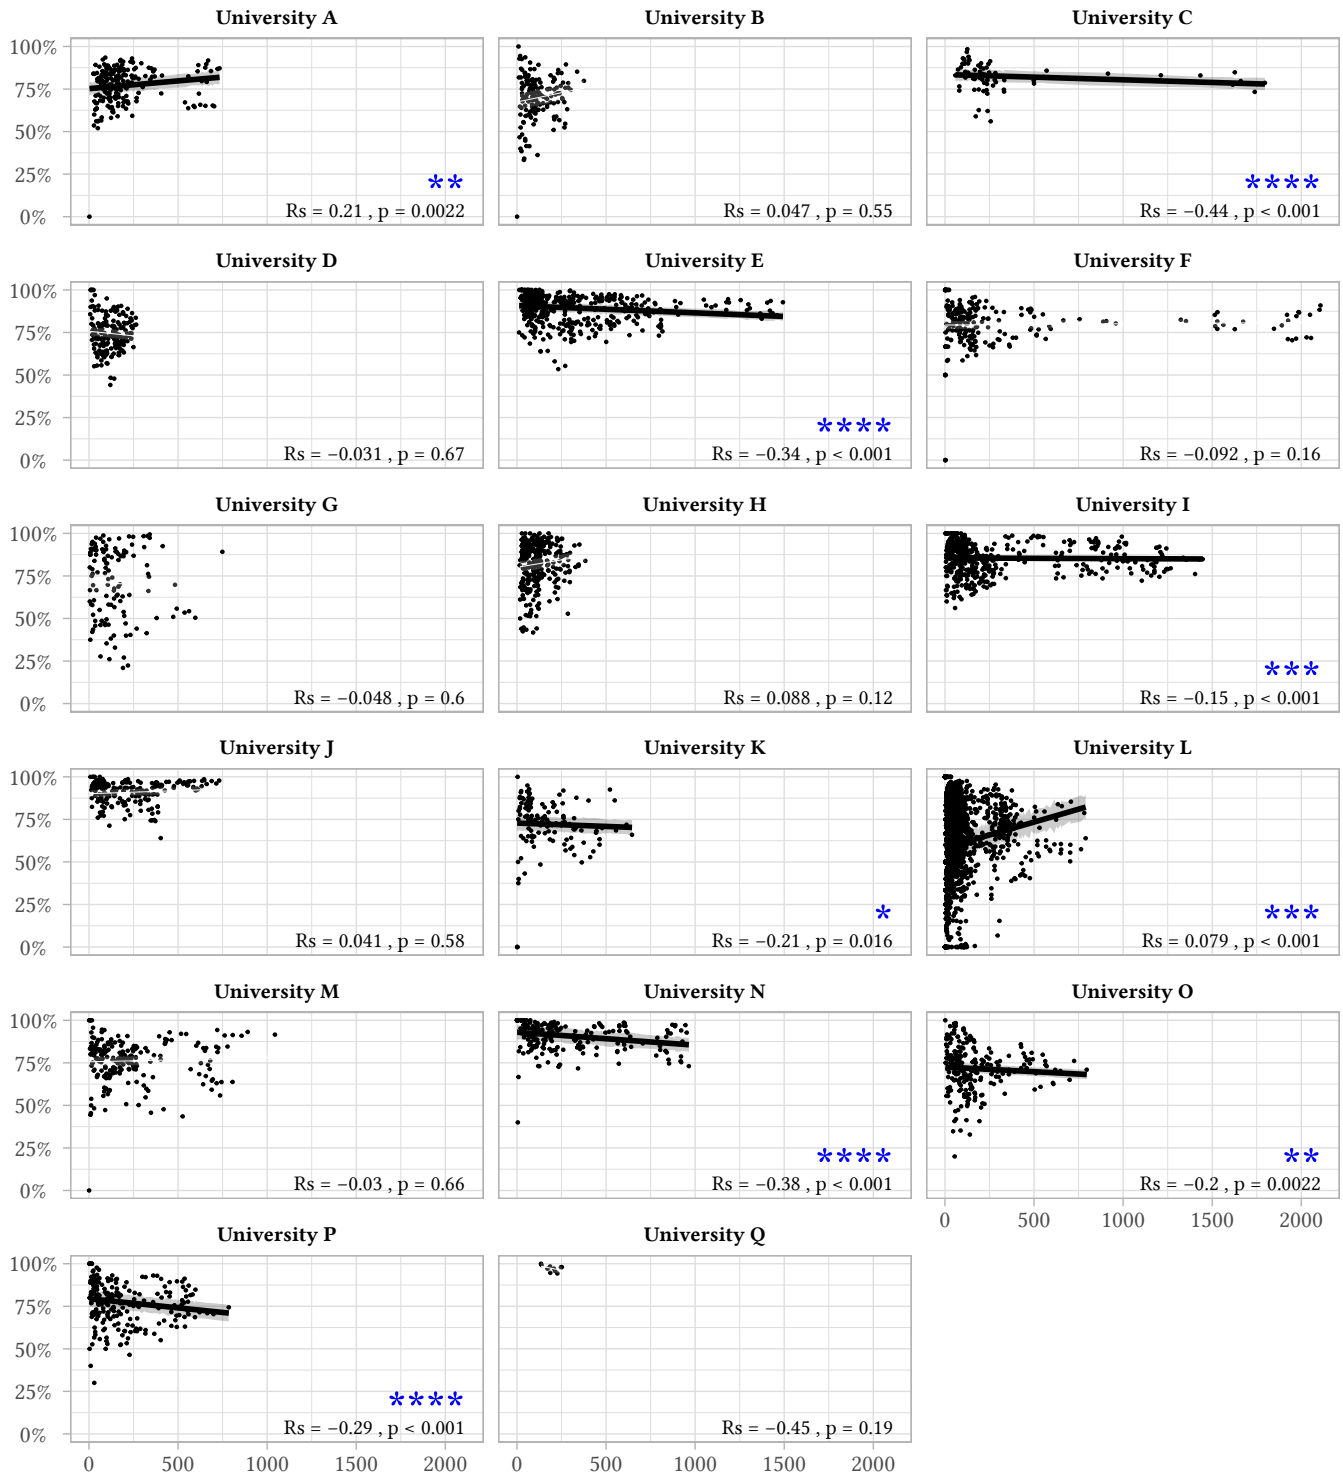 University A
University B
University C
100%
75%
50%
25%
0%
**
Rs = 0.21 , p = 0.0022
Rs = 0.047 , p = 0.55
****
Rs = −0.44 , p < 0.001
University D
University E
University F
100%
75%
50%
25%
0%
Rs = −0.031 , p = 0.67
****
Rs = −0.34 , p < 0.001
Rs = −0.092 , p = 0.16
University G
University H
University I
100%
75%
50%
25%
0%
Rs = −0.048 , p = 0.6
Rs = 0.088 , p = 0.12
***
Rs = −0.15 , p < 0.001
University J
University K
University L
100%
75%
50%
25%
0%
Rs = 0.041 , p = 0.58
*
Rs = −0.21 , p = 0.016
***
Rs = 0.079 , p < 0.001
University M
University N
University O
100%
75%
50%
25%
0%
Rs = −0.03 , p = 0.66
****
Rs = −0.38 , p < 0.001
**
Rs = −0.2 , p = 0.0022
0 500 1000 1500 2000
University P
University Q
100%
75%
50%
25%
0%
****
Rs = −0.29 , p < 0.001
Rs = −0.45 , p = 0.19
0 500 1000 1500 2000
0 500 1000 1500 2000